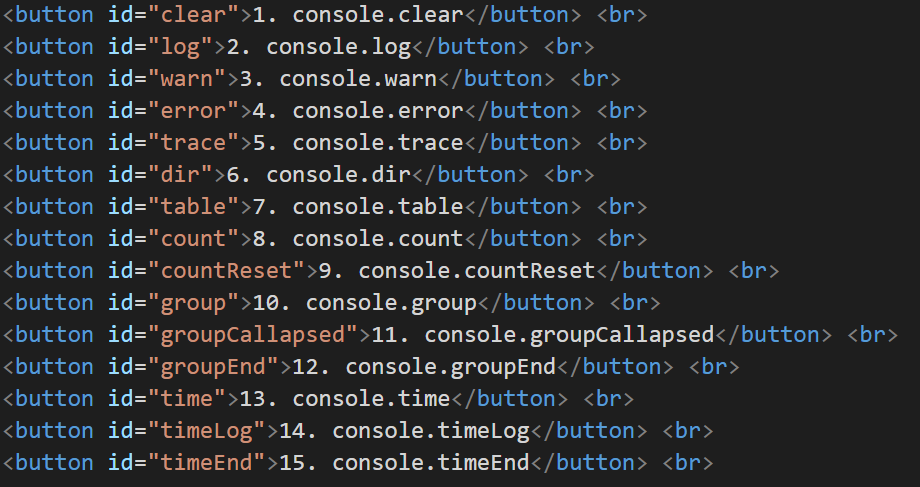 <button id="clear">1. console.clear</button> <br>
<button id="log">2. console.log</button> <br>
<button id="warn">3. console.warn</button> <br>
<button id="error">4. console.error</button> <br>
<button id="trace">5. console.trace</button> <br>
<button id="dir">6. console.dir</button> <br>
<button id="table">7. console.table</button> <br>
<button id="count">8. console.count</button> <br>
<button id="countReset">9. console.countReset</button> <br>
<button id="group">10. console.group</button> <br>
<button id="groupCallapsed">11. console.groupCallapsed</button> <br>
<button id="groupEnd">12. console.groupEnd</button> <br>
<button id="time">13. console.time</button> <br>
<button id="timeLog">14. console.timeLog</button> <br>
<button id="timeEnd">15. console.timeEnd</button> <br>